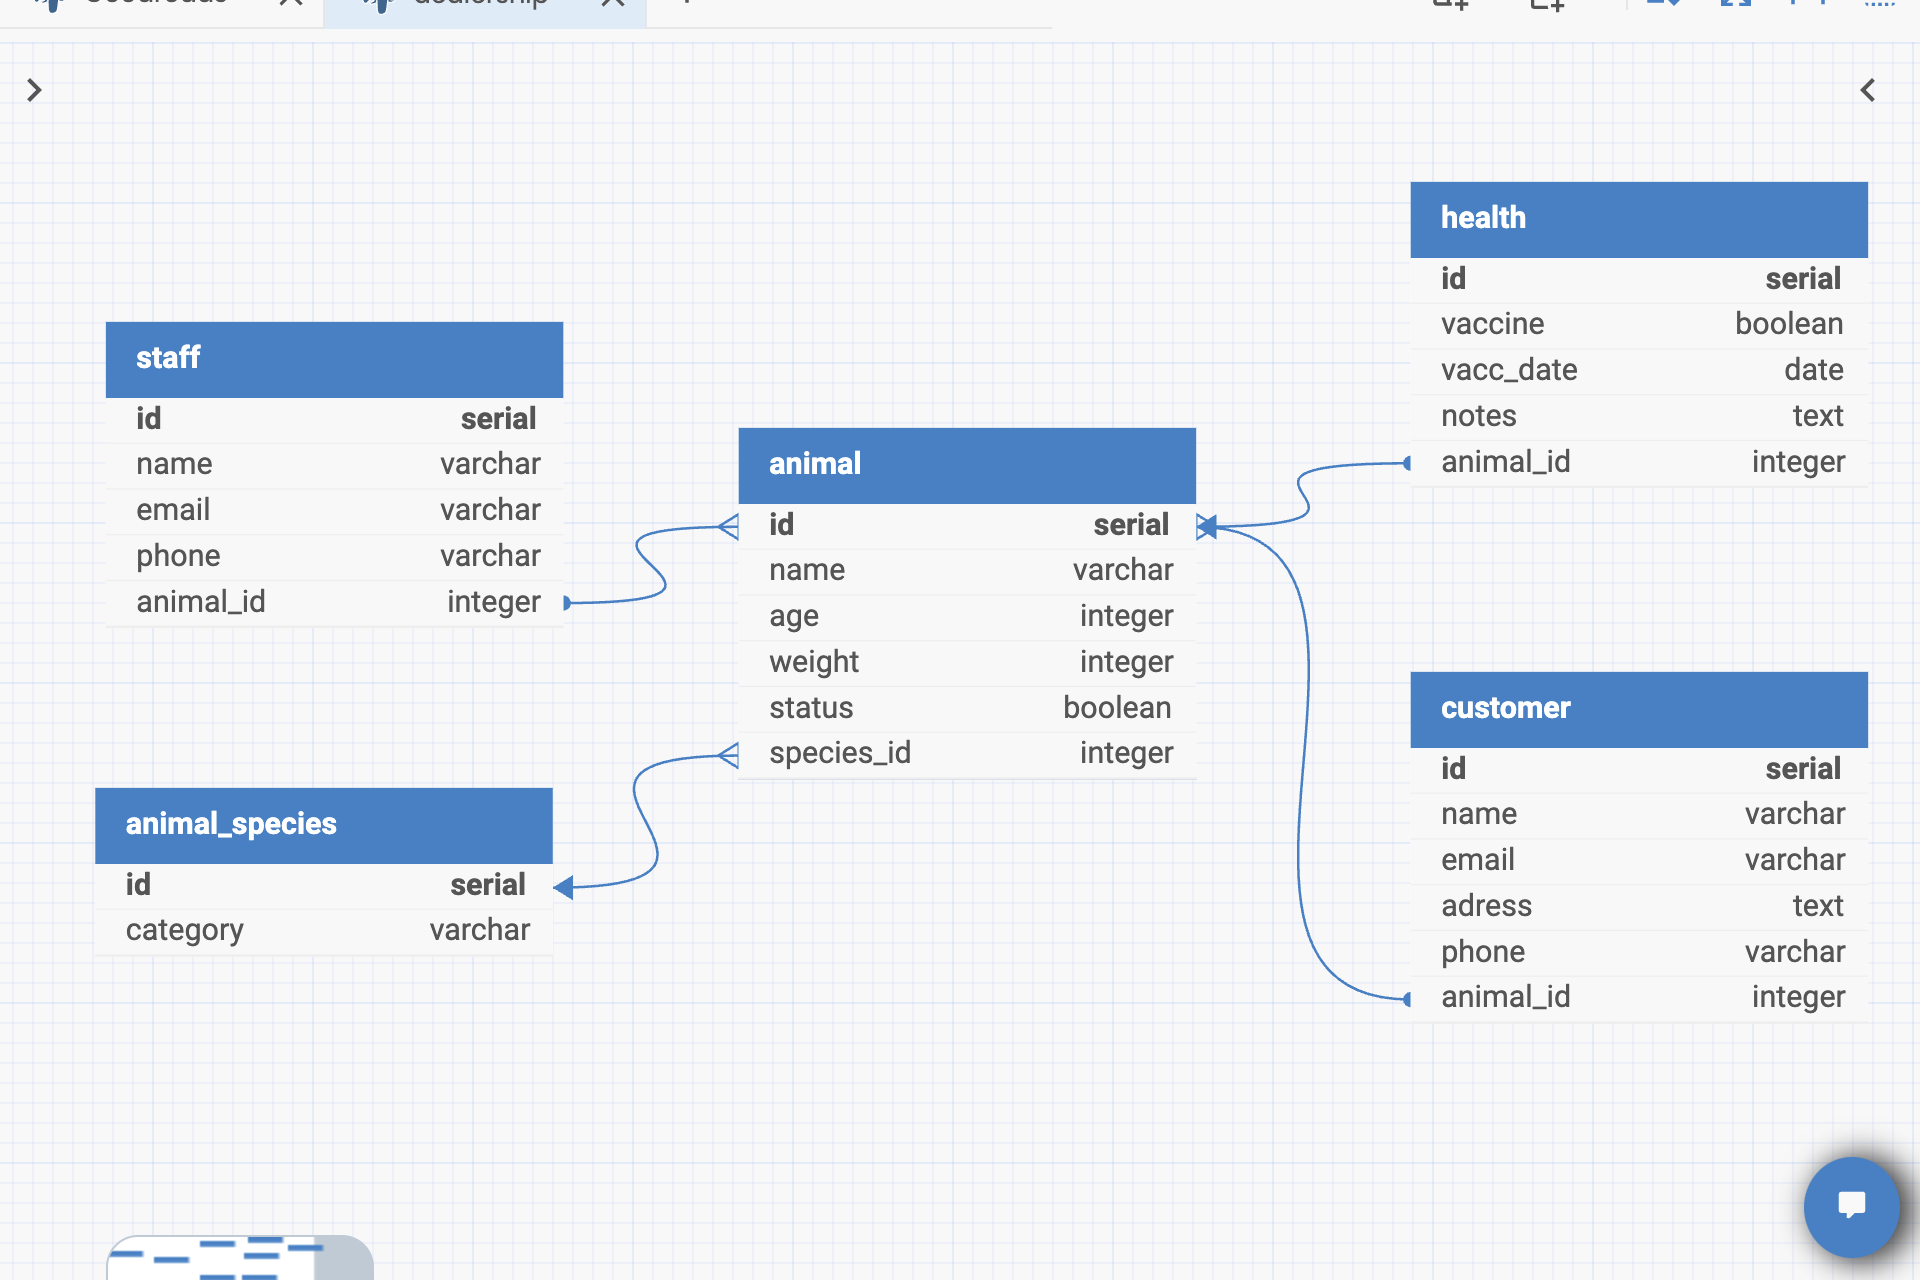 dealership
health
id serial
vaccine boolean
vacc_date date
notes text
animal_id integer
staff
id serial
name varchar
email varchar
phone varchar
animal_id integer
animal
id serial
name varchar
age integer
weight integer
status boolean
species_id integer
customer
id serial
name varchar
email varchar
adress text
phone varchar
animal_id integer
animal_species
id serial
category varchar